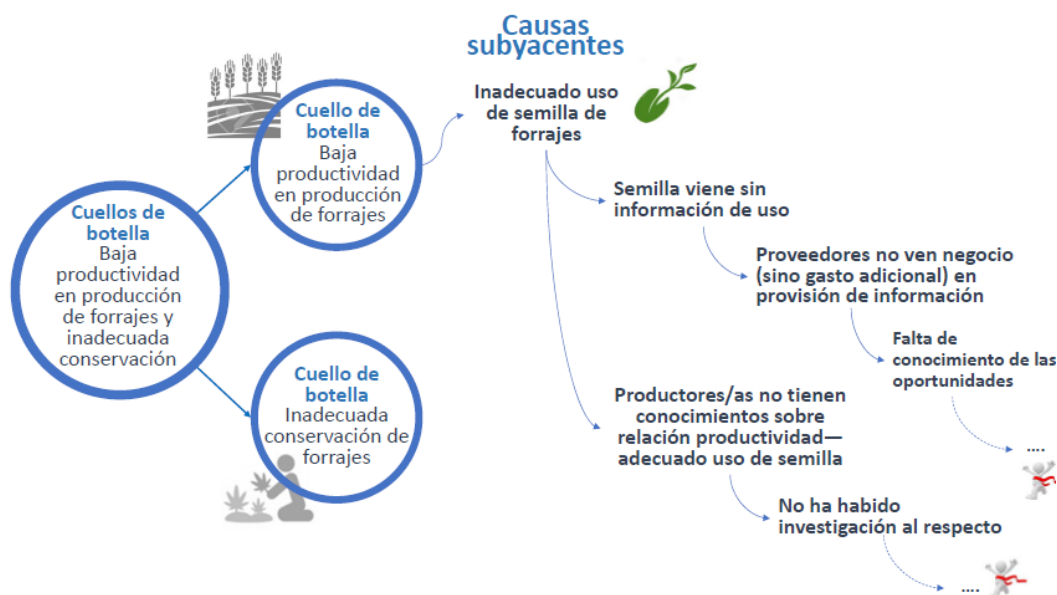 Causas
subyacentes
Cuellos de
botella
Baja
productividad
en producción
de forrajes y
inadecuada
conservación
Cuello de
botella
Baja
productividad
en producción
de forrajes
Cuello de botella
Inadecuada
conservación de
forrajes
Inadecuado uso
de semilla de
forrajes
Semilla viene sin
información de uso
Proveedores no ven negocio
(sino gasto adicional) en
provisión de información
Falta de
conocimiento de las
oportunidades
....
Productores/as no tienen
conocimientos sobre
relación productividad—
adecuado uso de semilla
No ha habido
investigación al respecto
....